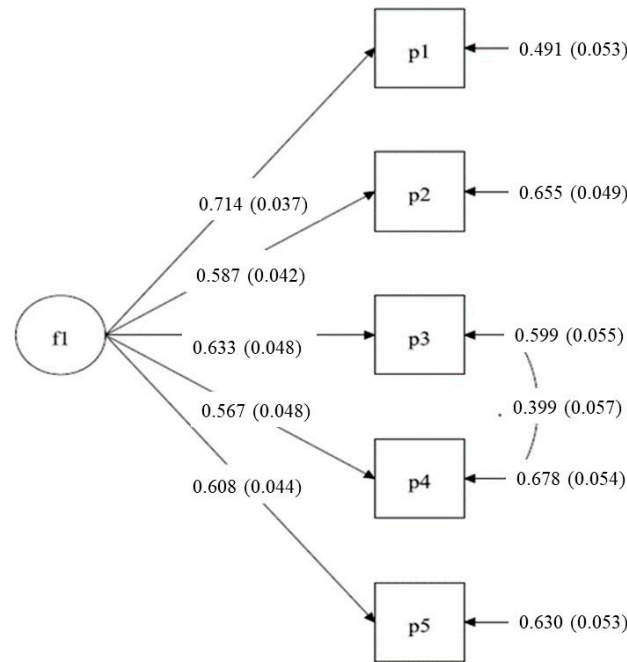 p1
0.491 (0.053)
0.714 (0.037)
p2
0.655 (0.049)
0.587 (0.042)
f1
0.633 (0.048)
p3
0.599 (0.055)
0.399 (0.057)
0.567 (0.048)
p4
0.678 (0.054)
0.608 (0.044)
p5
0.630 (0.053)